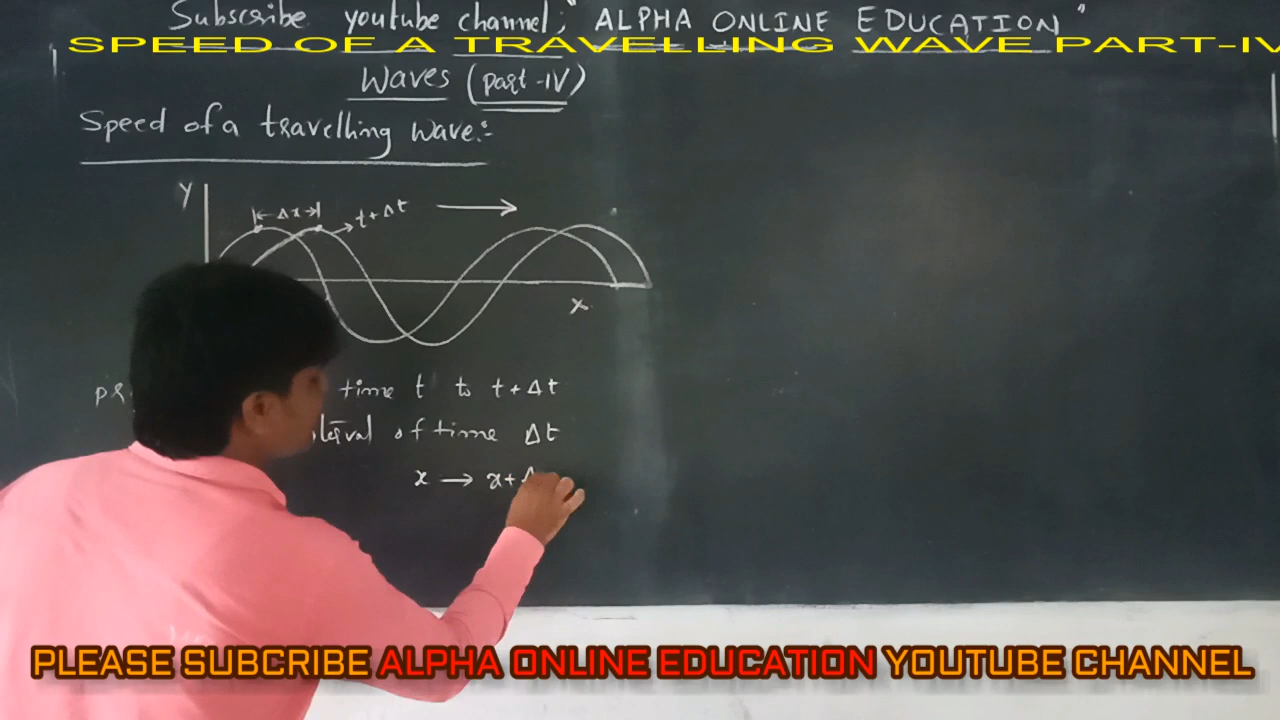 Subscribe youtube channel; "ALPHA ONLINE EDUCATION"
SPEED OF A TRAVELLING WAVE PART-IV
Waves (Part-IV)
Speed of a travelling wave:-
Y
Δx
t+Δt
x
time t to t+Δt
of time Δt
x → x+Δ
PLEASE SUBCRIBE ALPHA ONLINE EDUCATION YOUTUBE CHANNEL